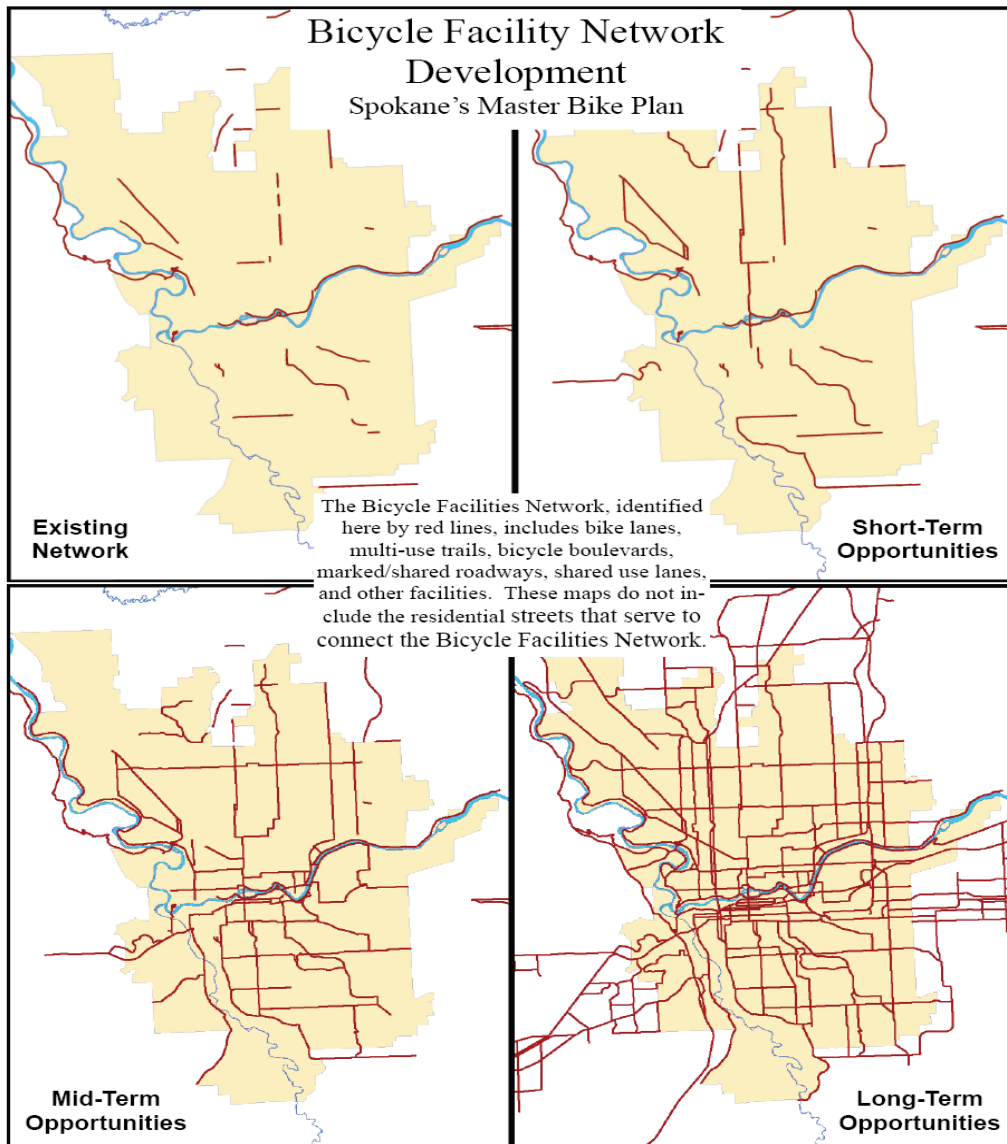 Bicycle Facility Network
Development
Spokane's Master Bike Plan
Existing
Network
Short-Term
Opportunities
The Bicycle Facilities Network, identified
here by red lines, includes bike lanes,
multi-use trails, bicycle boulevards,
marked/shared roadways, shared use lanes,
and other facilities.  These maps do not in-
clude the residential streets that serve to
connect the Bicycle Facilities Network.
Mid-Term
Opportunities
Long-Term
Opportunities